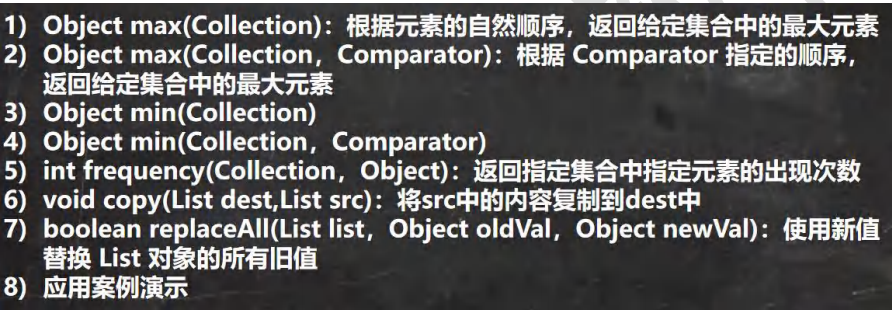 1) Object max(Collection)：根据元素的自然顺序，返回给定集合中的最大元素
2) Object max(Collection，Comparator)：根据 Comparator 指定的顺序，
返回给定集合中的最大元素
3) Object min(Collection)
4) Object min(Collection，Comparator)
5) int frequency(Collection，Object)：返回指定集合中指定元素的出现次数
6) void copy(List dest,List src)：将src中的内容复制到dest中
7) boolean replaceAll(List list，Object oldVal，Object newVal)：使用新值
替换 List 对象的所有旧值
8) 应用案例演示